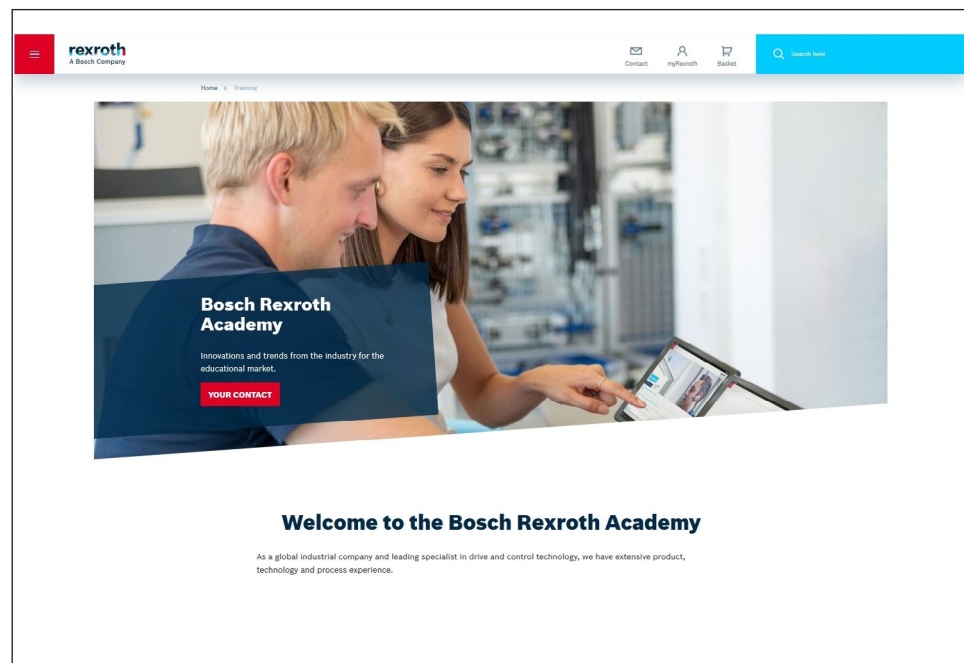 rexroth
A Bosch Company
Contact
myRexroth
Basket
Search here
Home > Training
Bosch Rexroth
Academy
Innovations and trends from the industry for the
educational market.
YOUR CONTACT
Welcome to the Bosch Rexroth Academy
As a global industrial company and leading specialist in drive and control technology, we have extensive product,
technology and process experience.